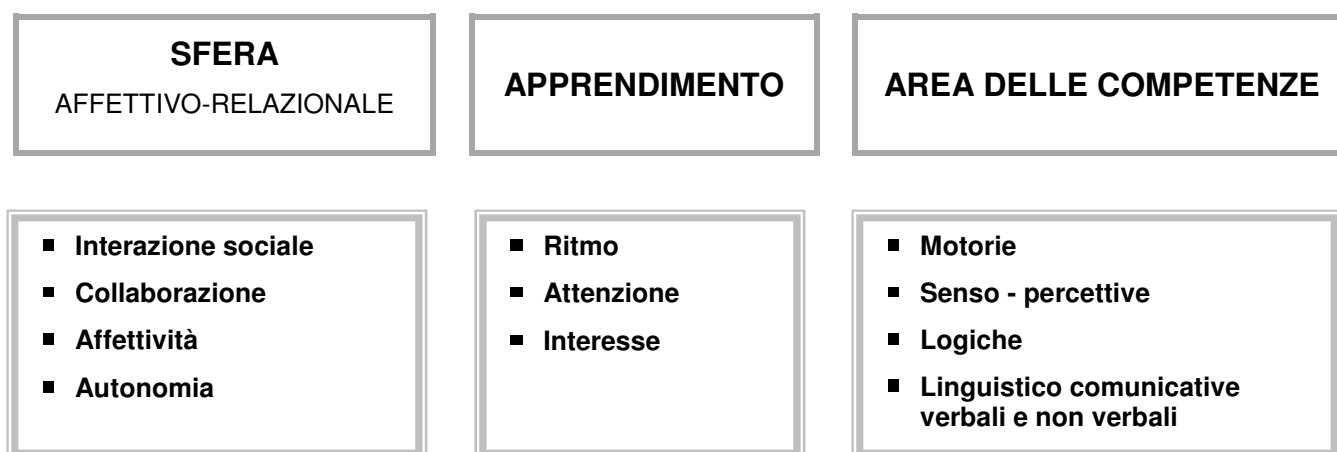 SFERA
AFFETTIVO-RELAZIONALE
APPRENDIMENTO
AREA DELLE COMPETENZE
▪ Interazione sociale
▪ Collaborazione
▪ Affettività
▪ Autonomia
▪ Ritmo
▪ Attenzione
▪ Interesse
▪ Motorie
▪ Senso - percettive
▪ Logiche
▪ Linguistico comunicative
verbali e non verbali